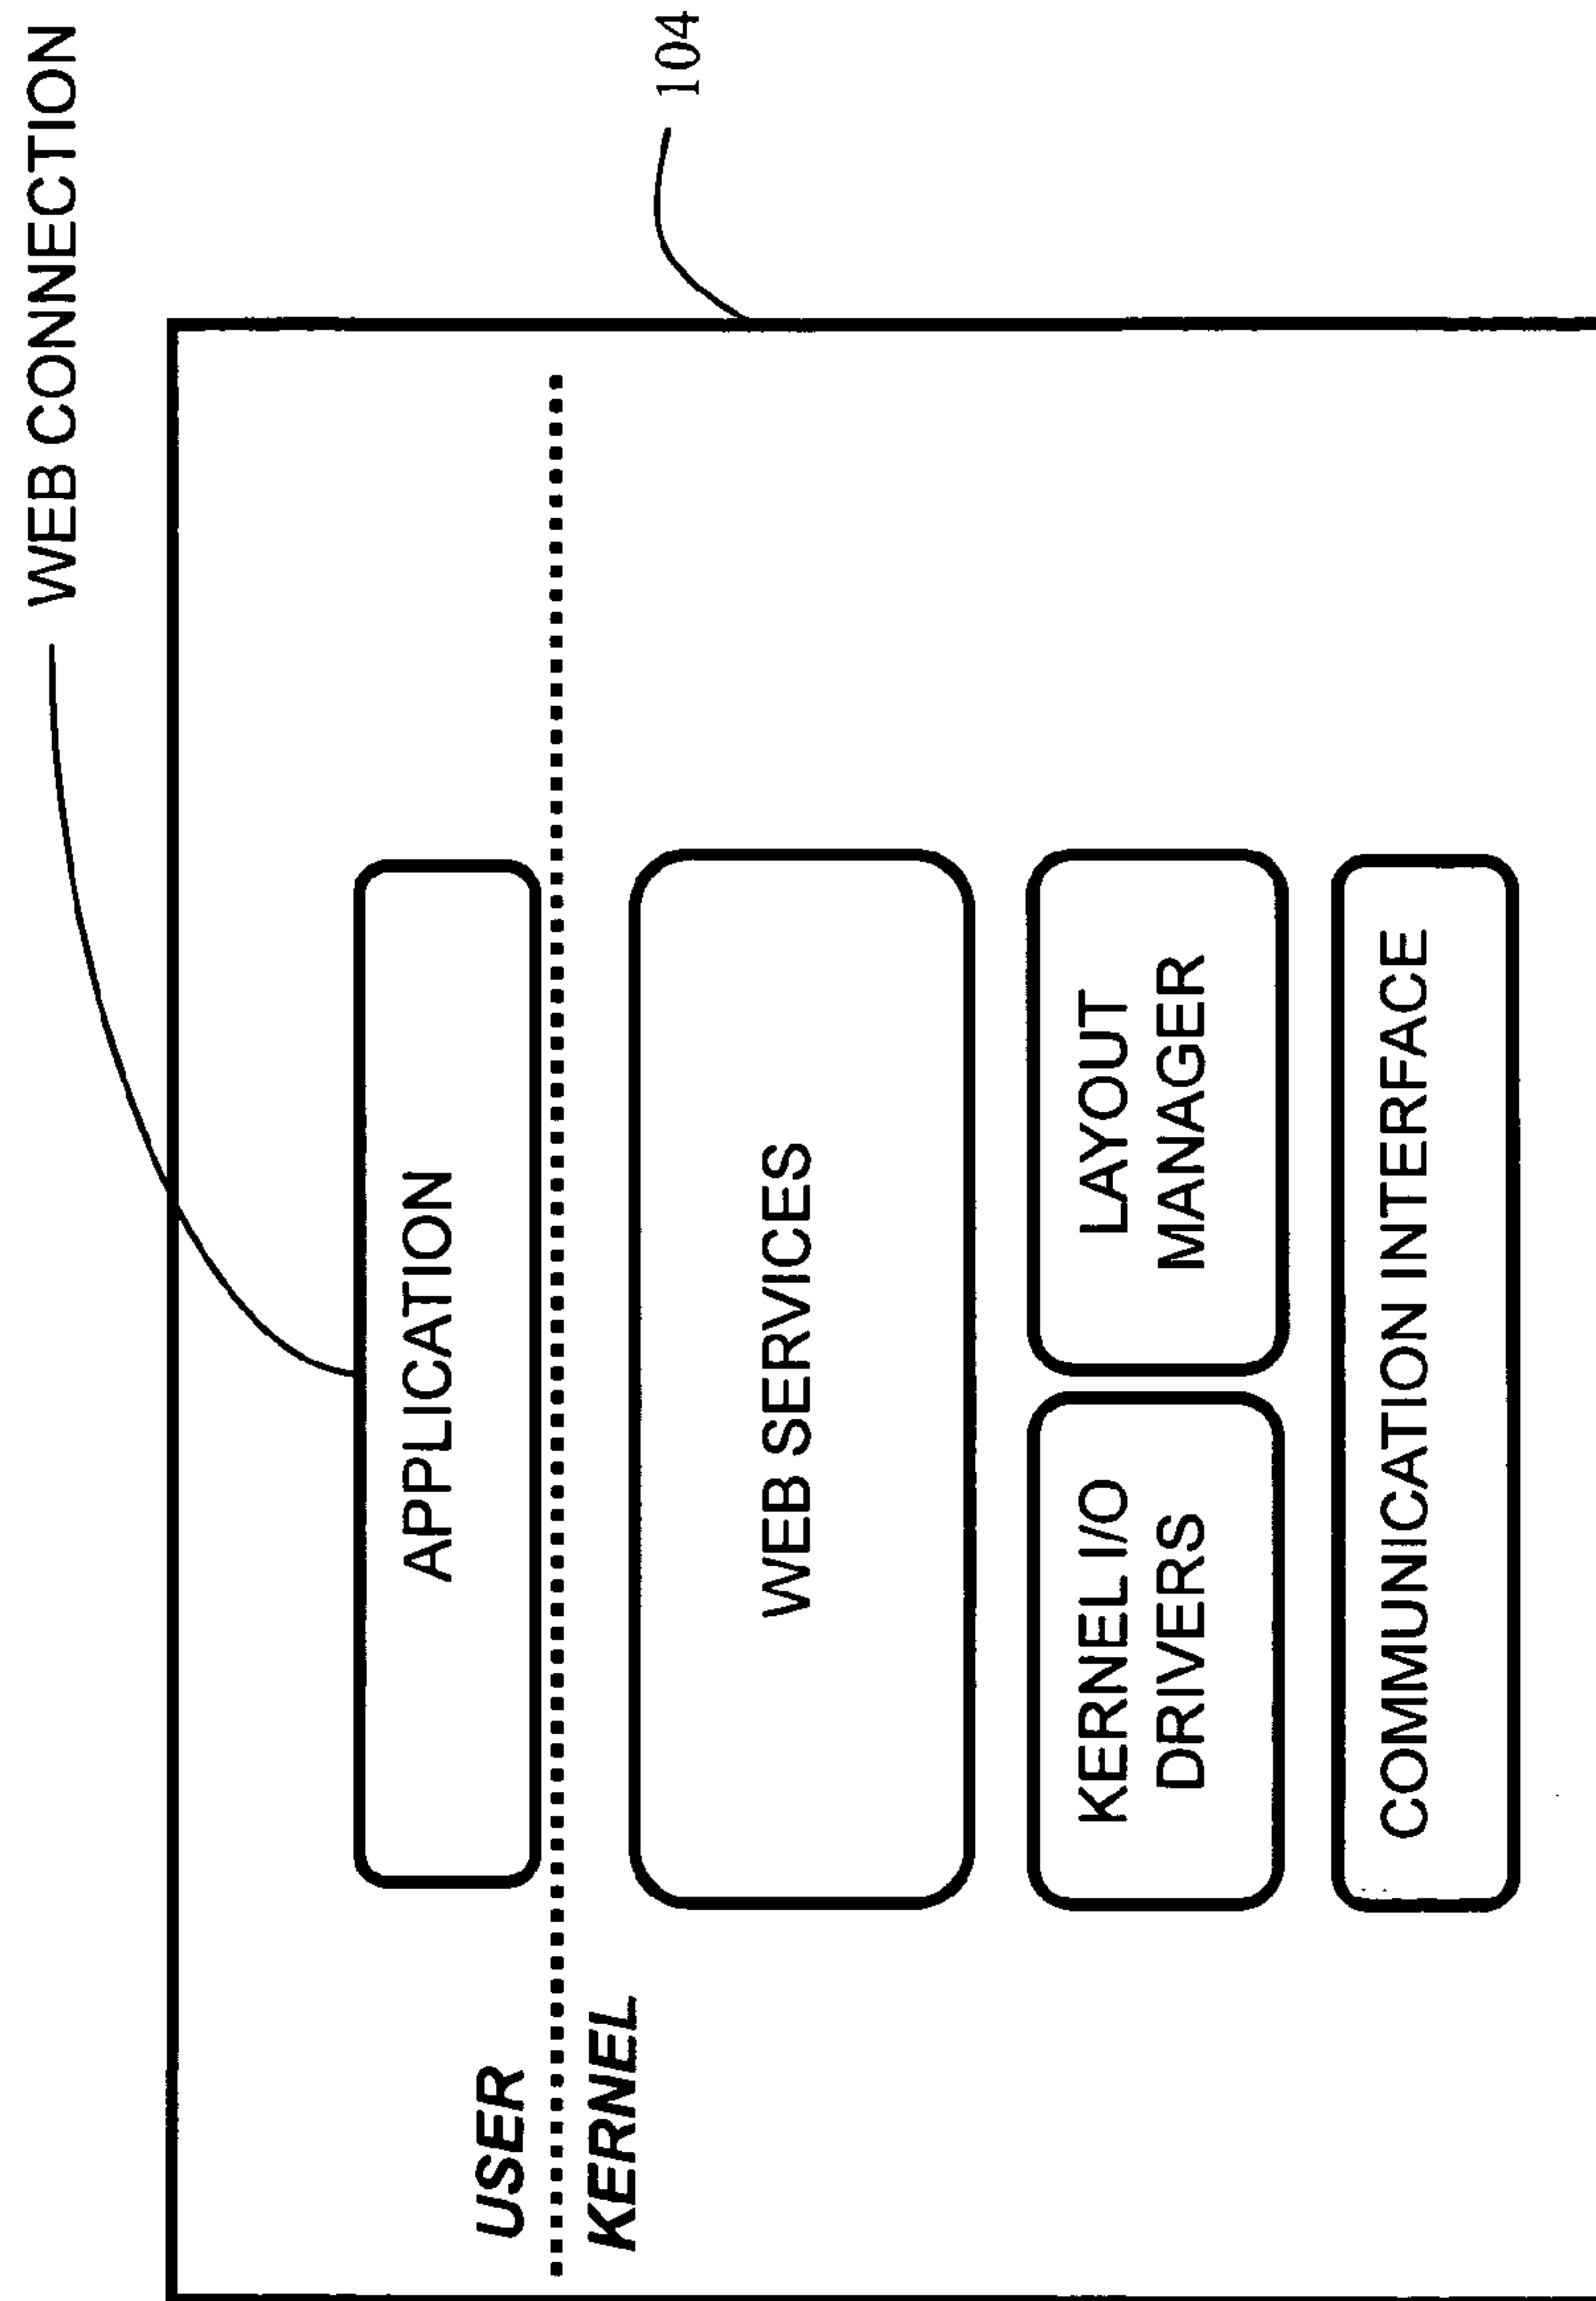 WEB CONNECTION
104
APPLICATION
USER
KERNEL
WEB SERVICES
KERNEL I/O
DRIVERS
LAYOUT
MANAGER
COMMUNICATION INTERFACE